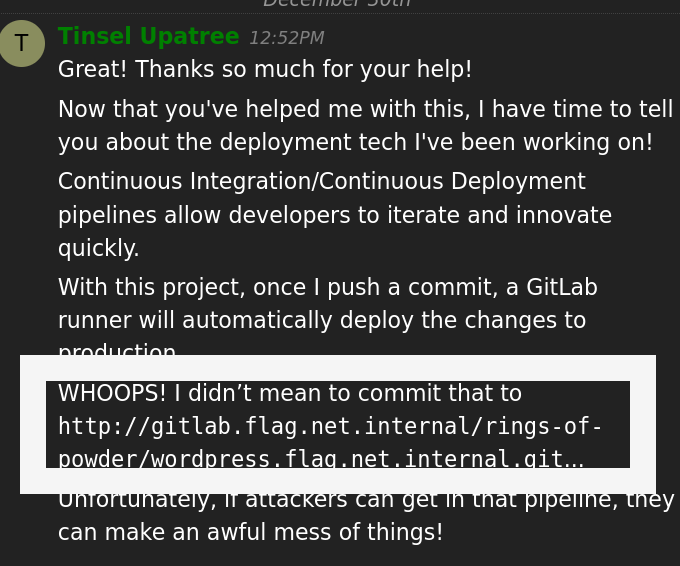 December 30th
T
Tinsel Upatree 12:52PM
Great! Thanks so much for your help!
Now that you've helped me with this, I have time to tell
you about the deployment tech I've been working on!
Continuous Integration/Continuous Deployment
pipelines allow developers to iterate and innovate
quickly.
With this project, once I push a commit, a GitLab
runner will automatically deploy the changes to
production.
WHOOPS! I didn’t mean to commit that to
http://gitlab.flag.net.internal/rings-of-
powder/wordpress.flag.net.internal.git...
Unfortunately, if attackers can get in that pipeline, they
can make an awful mess of things!